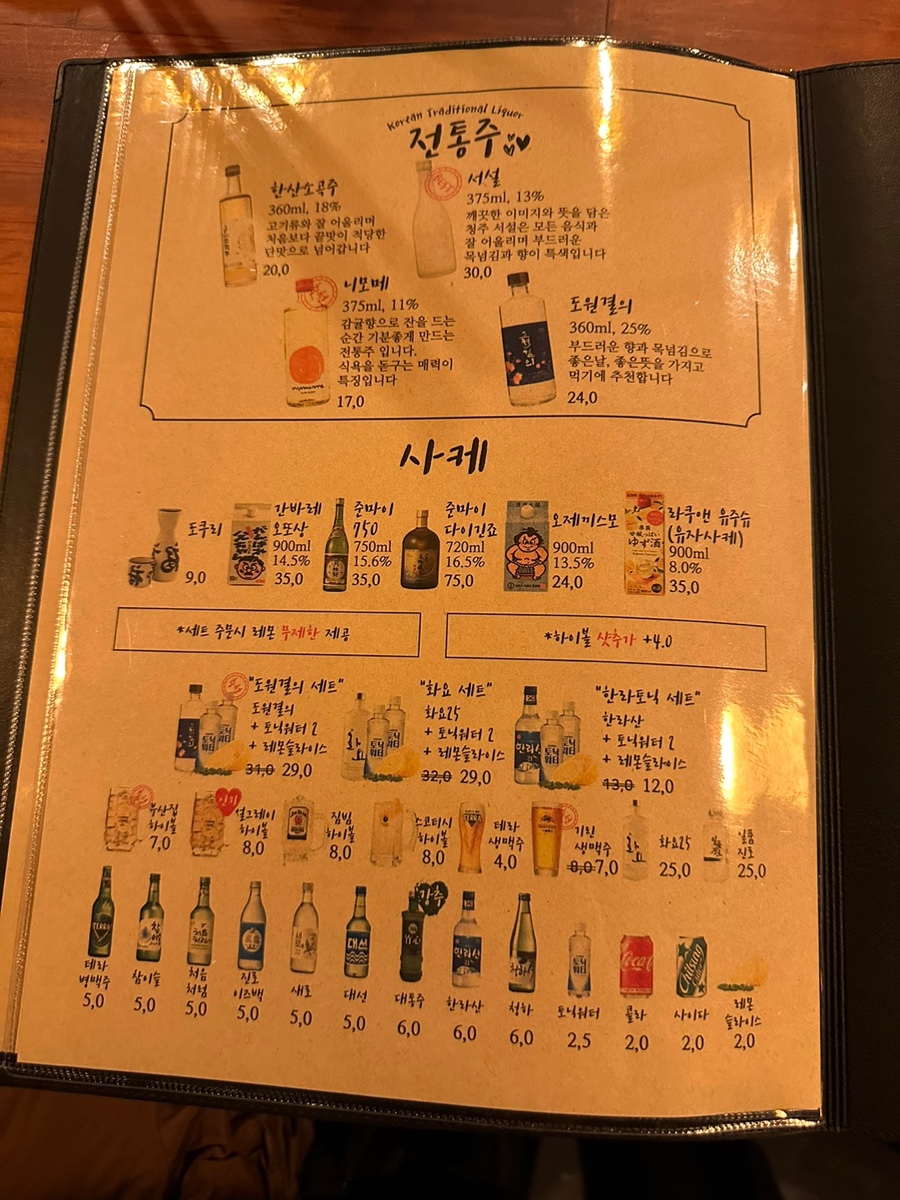 Korean Traditional Liquor
전통주
한산소곡주
360ml, 18%
고기류와 잘 어울리며
처음보다 끝맛이 적당한
단맛으로 넘어갑니다
20,0
서설
375ml, 13%
깨끗한 이미지와 뜻을 담은
청주 서설은 모든 음식과
잘 어울리며 부드러운
목넘김과 향이 특색입니다
30,0
니모메
375ml, 11%
감귤향으로 잔을 드는
순간 기분좋게 만드는
전통주 입니다.
식욕을 돋구는 매력이
특징입니다
17,0
도원결의
360ml, 25%
부드러운 향과 목넘김으로
좋은날, 좋은뜻을 가지고
먹기에 추천합니다
24,0
사케
도쿠리
9,0
간바레
오또상
900ml
14.5%
35,0
준마이
750
750ml
15.6%
35,0
준마이
다이긴죠
720ml
16.5%
75,0
오제끼스모
900ml
13.5%
24,0
라쿠엔 유주슈
(유자사케)
900ml
8.0%
35,0
*세트 주문시 레몬 무제한 제공
*하이볼 샷추가 +4.0
"도원결의 세트"
도원결의
+ 토닉워터 2
+ 레몬슬라이스
31,0 29,0
"화요 세트"
화요25
+ 토닉워터 2
+ 레몬슬라이스
32,0 29,0
"한라토닉 세트"
한라산
+ 토닉워터 2
+ 레몬슬라이스
13,0 12,0
부산집
하이볼
7,0
인기
얼그레이
하이볼
8,0
짐빔
하이볼
8,0
스코티시
하이볼
8,0
테라
생맥주
4,0
기린
생맥주
8,0 7,0
화요25
25,0
일품
진로
25,0
강추
테라
병맥주
5,0
참이슬
5,0
처음
처럼
5,0
진로
이즈백
5,0
새로
5,0
대선
5,0
대통주
6,0
한라산
6,0
청하
6,0
토닉워터
2,5
콜라
2,0
사이다
2,0
레몬
슬라이스
2,0